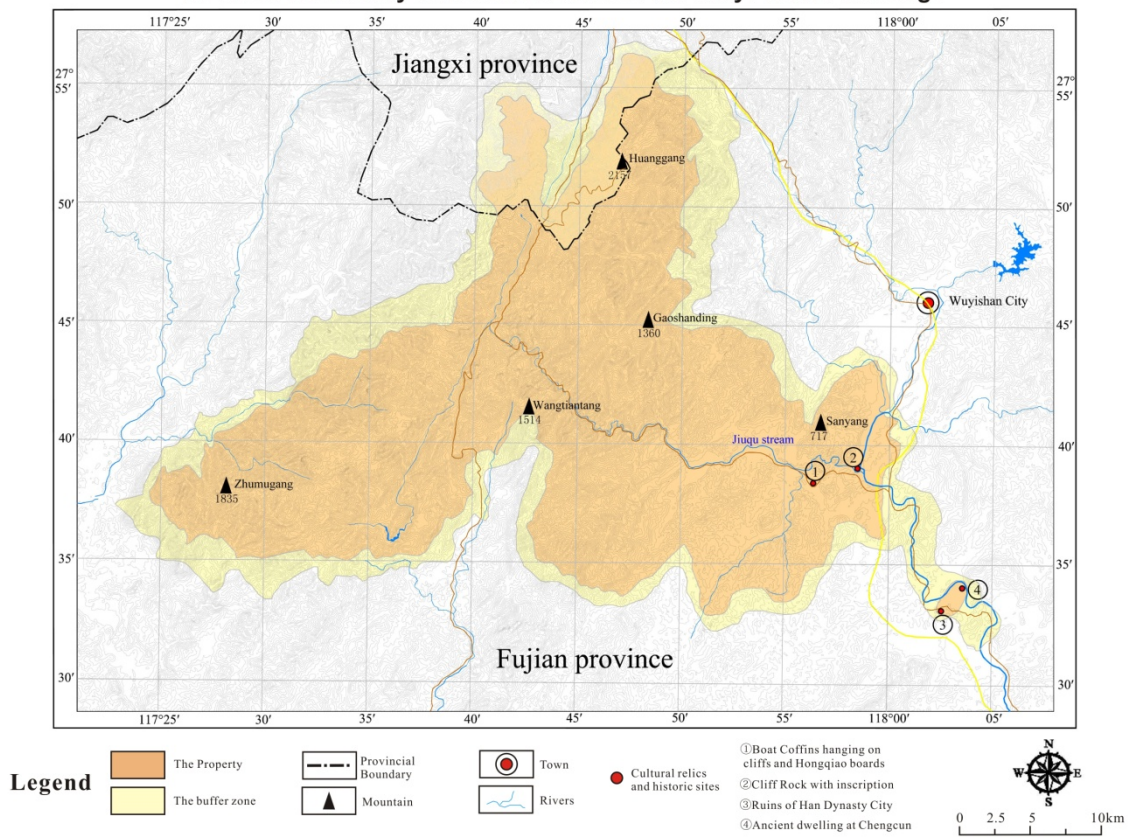 117°25′ 30′ 35′ 40′ 45′ 50′ 55′ 118°00′ 05′
27°
55′
27°
55′
Jiangxi province
Huanggang
2157
50′
50′
Wuyishan City
45′
45′
Gaoshanding
1360
Wangtiantang
1514
Sanyang
717
40′
40′
Jiuqu stream
① ②
Zhumugang
1835
35′
35′
③ ④
Fujian province
30′
30′
117°25′ 30′ 35′ 40′ 45′ 50′ 55′ 118°00′ 05′
Legend
The Property
The buffer zone
Provincial
Boundary
Mountain
Town
Rivers
Cultural relics
and historic sites
①Boat Coffins hanging on
cliffs and Hongqiao boards
②Cliff Rock with inscription
③Ruins of Han Dynasty City
④Ancient dwelling at Chengcun
N
W E
S
0 2.5 5 10km